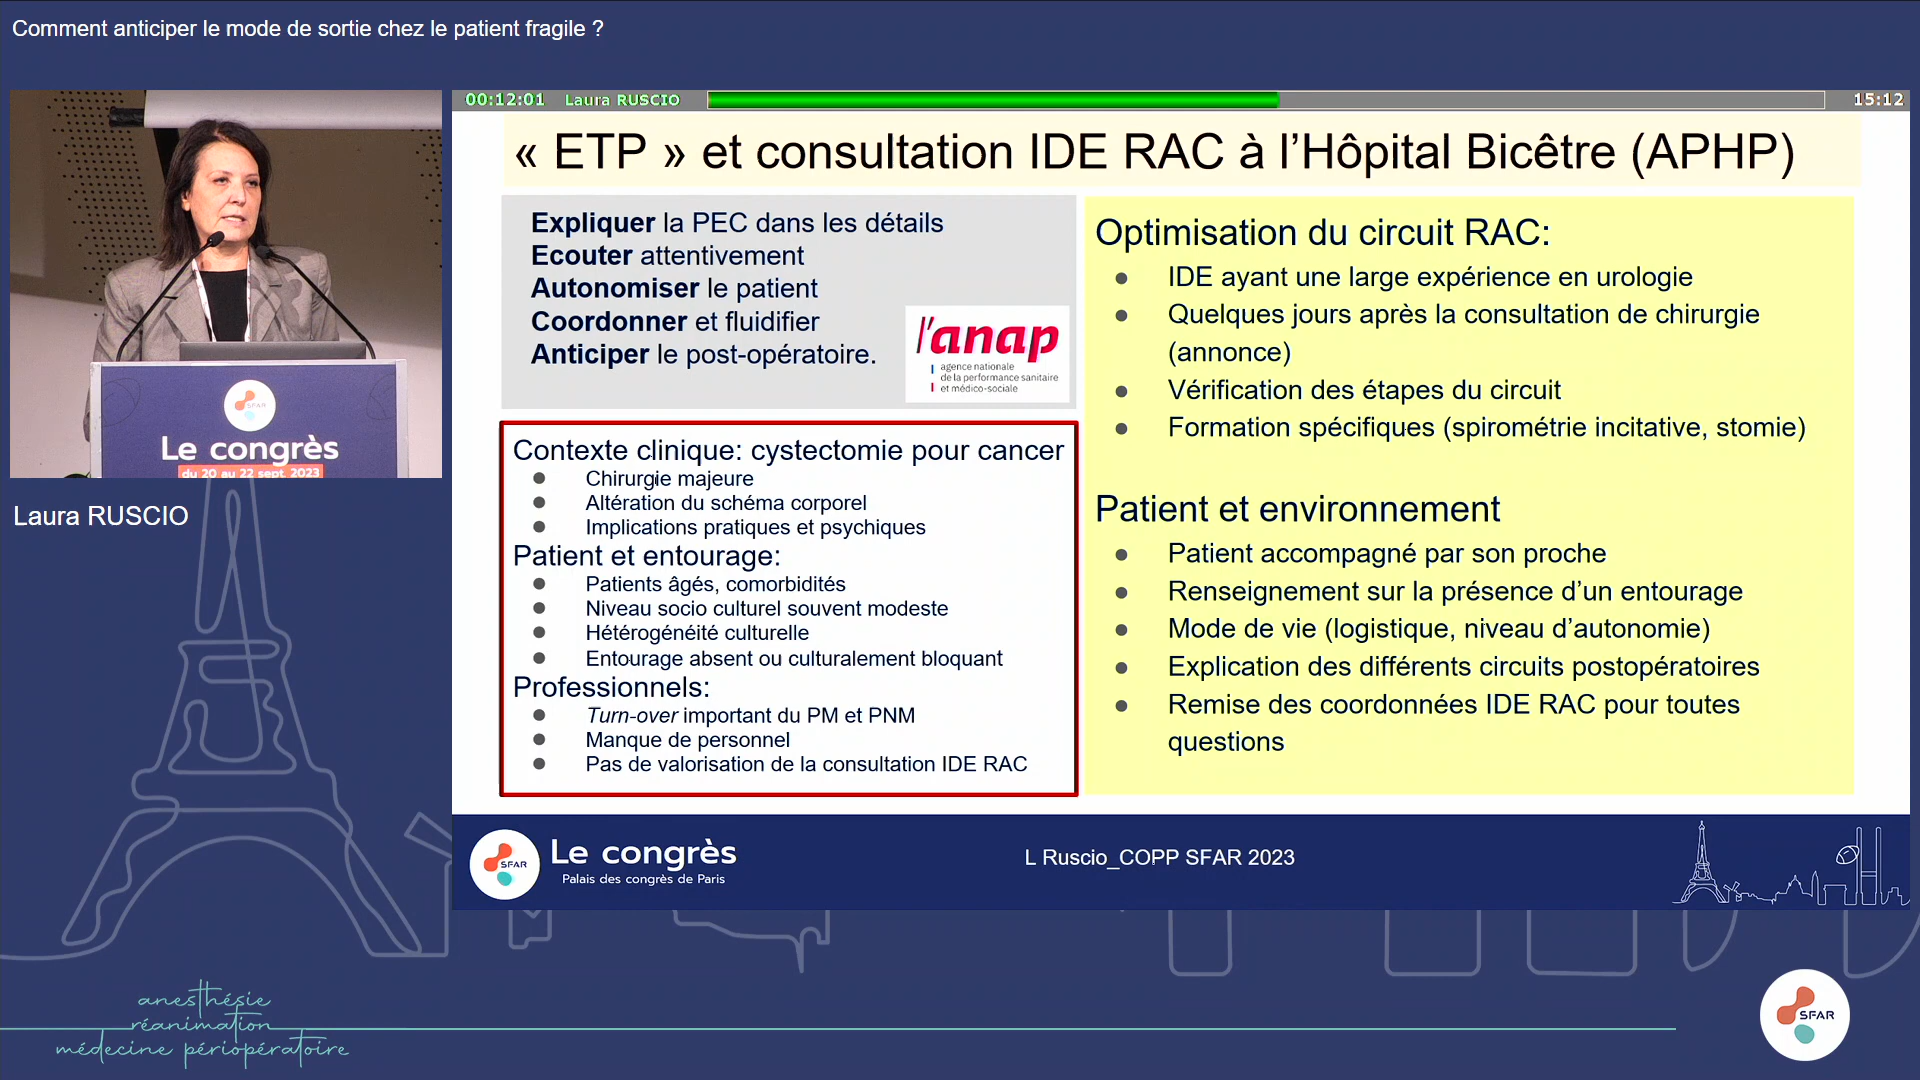 Comment anticiper le mode de sortie chez le patient fragile ?
00:12:01 Laura RUSCIO 15:12
« ETP » et consultation IDE RAC à l’Hôpital Bicêtre (APHP)
Expliquer la PEC dans les détails
Ecouter attentivement
Autonomiser le patient
Coordonner et fluidifier
Anticiper le post-opératoire.
l'anap
agence nationale
de la performance sanitaire
et médico-sociale
Contexte clinique: cystectomie pour cancer
● Chirurgie majeure
● Altération du schéma corporel
● Implications pratiques et psychiques
Patient et entourage:
● Patients âgés, comorbidités
● Niveau socio culturel souvent modeste
● Hétérogénéité culturelle
● Entourage absent ou culturalement bloquant
Professionnels:
● Turn-over important du PM et PNM
● Manque de personnel
● Pas de valorisation de la consultation IDE RAC
Optimisation du circuit RAC:
● IDE ayant une large expérience en urologie
● Quelques jours après la consultation de chirurgie
(annonce)
● Vérification des étapes du circuit
● Formation spécifiques (spirométrie incitative, stomie)
Patient et environnement
● Patient accompagné par son proche
● Renseignement sur la présence d’un entourage
● Mode de vie (logistique, niveau d’autonomie)
● Explication des différents circuits postopératoires
● Remise des coordonnées IDE RAC pour toutes
questions
SFAR
Le congrès
du 20 au 22 sept. 2023
Laura RUSCIO
SFAR
Le congrès
Palais des congrès de Paris
L Ruscio_COPP SFAR 2023
anesthésie
réanimation
médecine périopératoire
SFAR